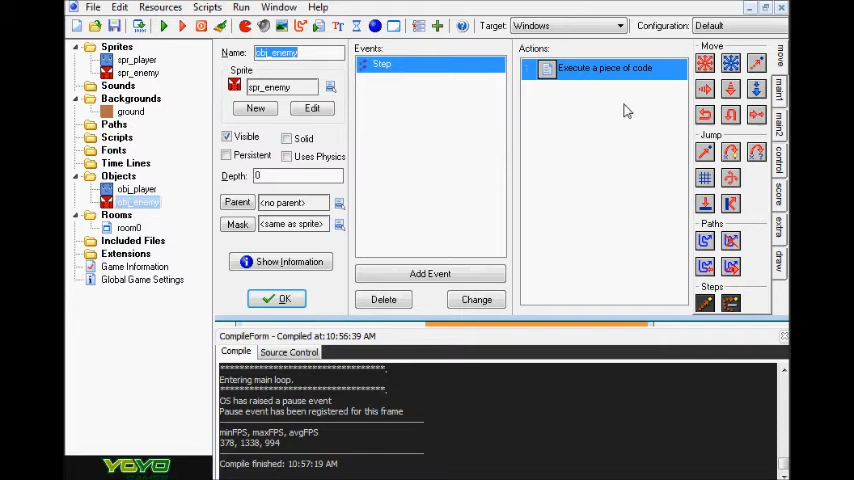 File Edit Resources Scripts Run Window Help
Target: Windows Configuration: Default
Sprites
spr_player
spr_enemy
Sounds
Backgrounds
ground
Paths
Scripts
Fonts
Time Lines
Objects
obj_player
obj_enemy
Rooms
room0
Included Files
Extensions
Game Information
Global Game Settings
Name: obj_enemy
Sprite
spr_enemy
New Edit
Visible Solid
Persistent Uses Physics
Depth: 0
Parent <no parent>
Mask <same as sprite>
Show Information
OK
Events:
Step
Add Event
Delete Change
Actions:
Execute a piece of code
Move
Jump
Paths
Steps
move
main1
main2
control
score
extra
draw
CompileForm - Compiled at: 10:56:39 AM
Compile Source Control
***************************************.
Entering main loop.
***************************************.
OS has raised a pause event
Pause event has been registered for this frame
minFPS, maxFPS, avgFPS
378, 1338, 994
Compile finished: 10:57:19 AM
YOYO